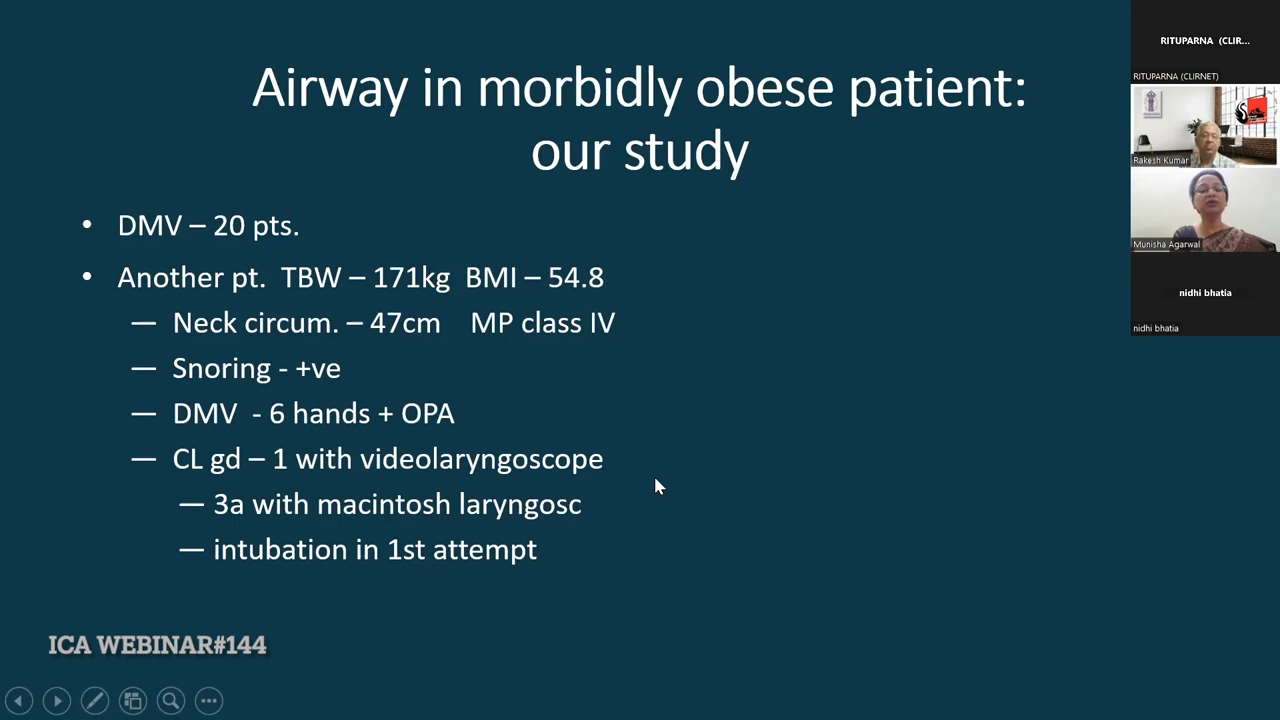 Airway in morbidly obese patient:
our study
• DMV – 20 pts.
• Another pt. TBW – 171kg BMI – 54.8
— Neck circum. – 47cm MP class IV
— Snoring - +ve
— DMV - 6 hands + OPA
— CL gd – 1 with videolaryngoscope
— 3a with macintosh laryngosc
— intubation in 1st attempt
ICA WEBINAR#144
RITUPARNA (CLIR...
RITUPARNA (CLIRNET)
Rakesh Kumar
Munisha Agarwal
nidhi bhatia
nidhi bhatia